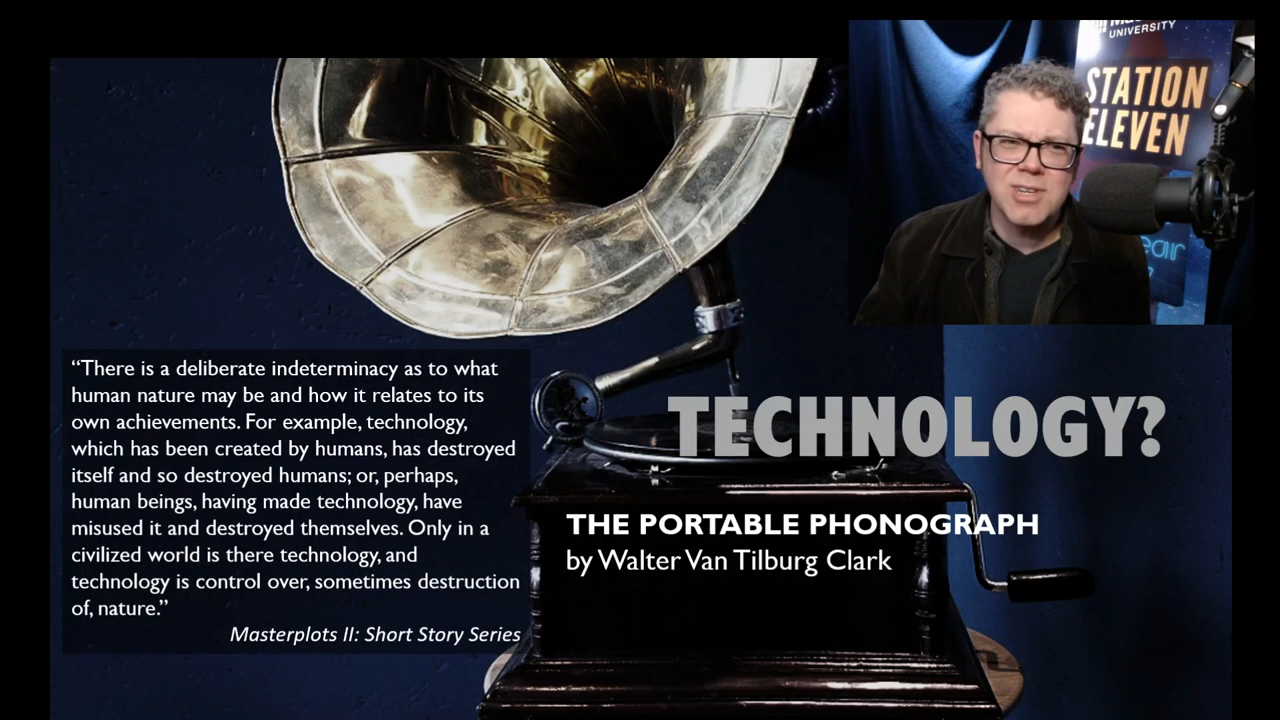 UNIVERSITY
STATION
ELEVEN
“There is a deliberate indeterminacy as to what
human nature may be and how it relates to its
own achievements. For example, technology,
which has been created by humans, has destroyed
itself and so destroyed humans; or, perhaps,
human beings, having made technology, have
misused it and destroyed themselves. Only in a
civilized world is there technology, and
technology is control over, sometimes destruction
of, nature.”
Masterplots II: Short Story Series
TECHNOLOGY?
THE PORTABLE PHONOGRAPH
by Walter Van Tilburg Clark